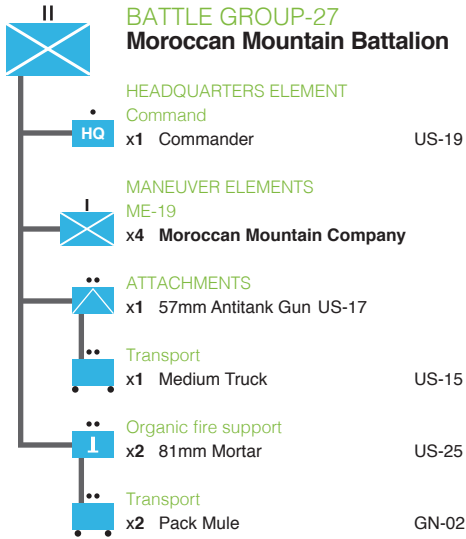 BATTLE GROUP-27
Moroccan Mountain Battalion
HEADQUARTERS ELEMENT
Command
HQ x1 Commander US-19
MANEUVER ELEMENTS
ME-19
x4 Moroccan Mountain Company
ATTACHMENTS
x1 57mm Antitank Gun US-17
Transport
x1 Medium Truck US-15
Organic fire support
x2 81mm Mortar US-25
Transport
x2 Pack Mule GN-02